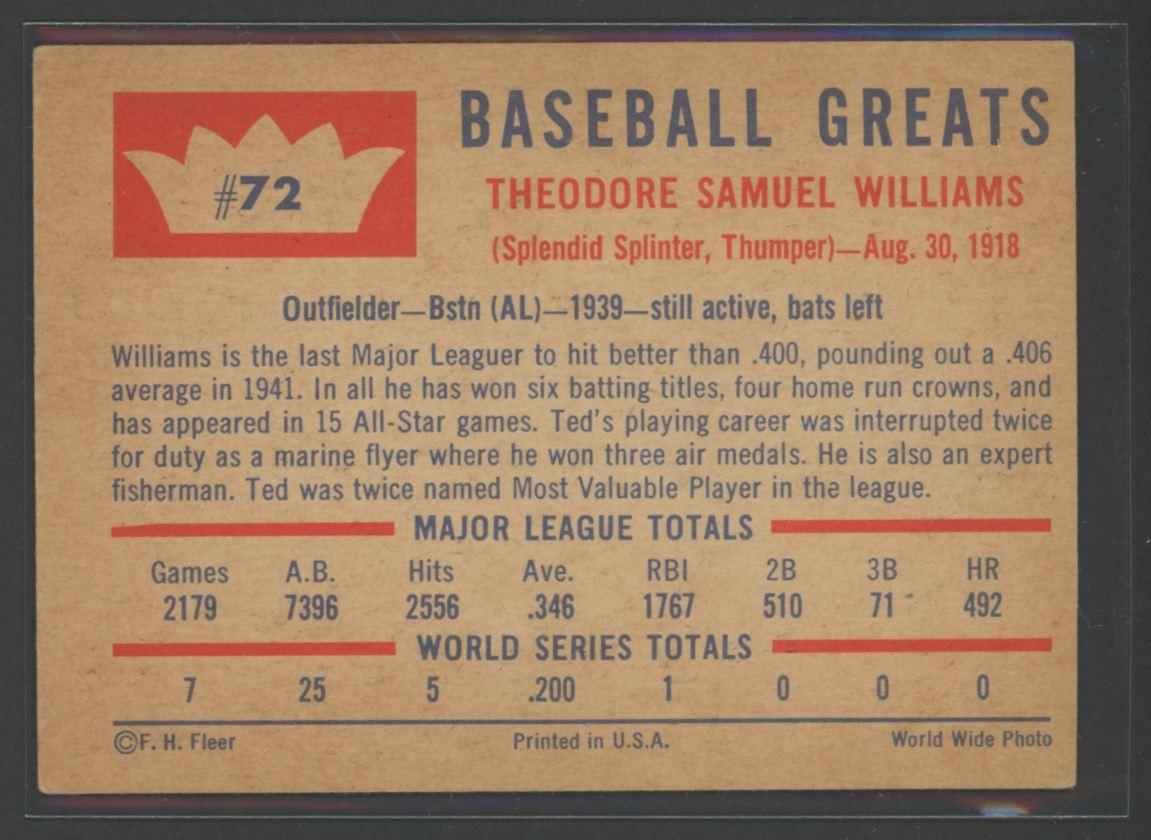 #72
BASEBALL GREATS
THEODORE SAMUEL WILLIAMS
(Splendid Splinter, Thumper)—Aug. 30, 1918
Outfielder—Bstn (AL)—1939—still active, bats left
Williams is the last Major Leaguer to hit better than .400, pounding out a .406
average in 1941. In all he has won six batting titles, four home run crowns, and
has appeared in 15 All-Star games. Ted's playing career was interrupted twice
for duty as a marine flyer where he won three air medals. He is also an expert
fisherman. Ted was twice named Most Valuable Player in the league.
MAJOR LEAGUE TOTALS
Games A.B. Hits Ave. RBI 2B 3B HR
2179 7396 2556 .346 1767 510 71 492
WORLD SERIES TOTALS
7 25 5 .200 1 0 0 0
©F. H. Fleer Printed in U.S.A. World Wide Photo